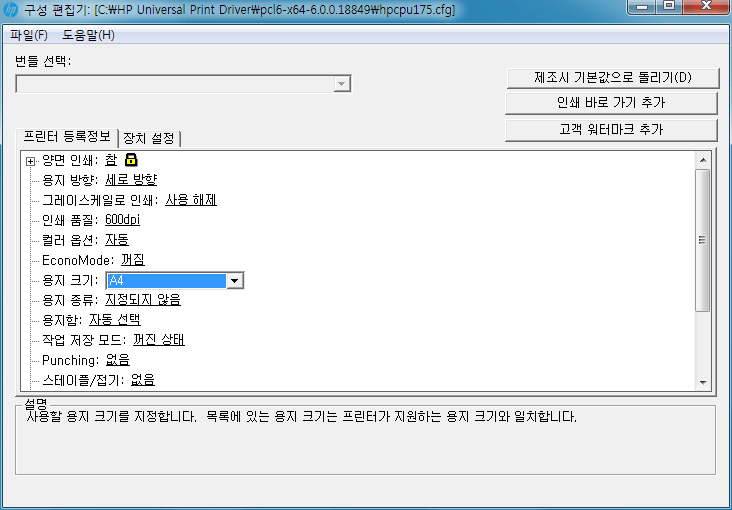 구성 편집기: [C:₩HP Universal Print Driver₩pcl6-x64-6.0.0.18849₩hpcpu175.cfg]
파일(F) 도움말(H)
번들 선택:
제조시 기본값으로 돌리기(D)
인쇄 바로 가기 추가
고객 워터마크 추가
프린터 등록정보 장치 설정
양면 인쇄: 참
용지 방향: 세로 방향
그레이스케일로 인쇄: 사용 해제
인쇄 품질: 600dpi
컬러 옵션: 자동
EconoMode: 꺼짐
용지 크기: A4
용지 종류: 지정되지 않음
용지함: 자동 선택
작업 저장 모드: 꺼진 상태
Punching: 없음
스테이플/접기: 없음
설명
사용할 용지 크기를 지정합니다. 목록에 있는 용지 크기는 프린터가 지원하는 용지 크기와 일치합니다.